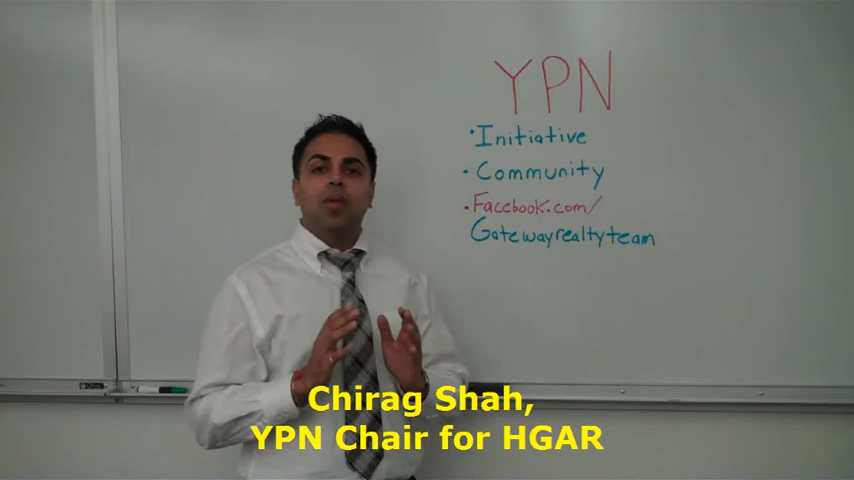 YPN
• Initiative
• Community
• Facebook.com/
Gatewayrealtyteam
Chirag Shah,
YPN Chair for HGAR